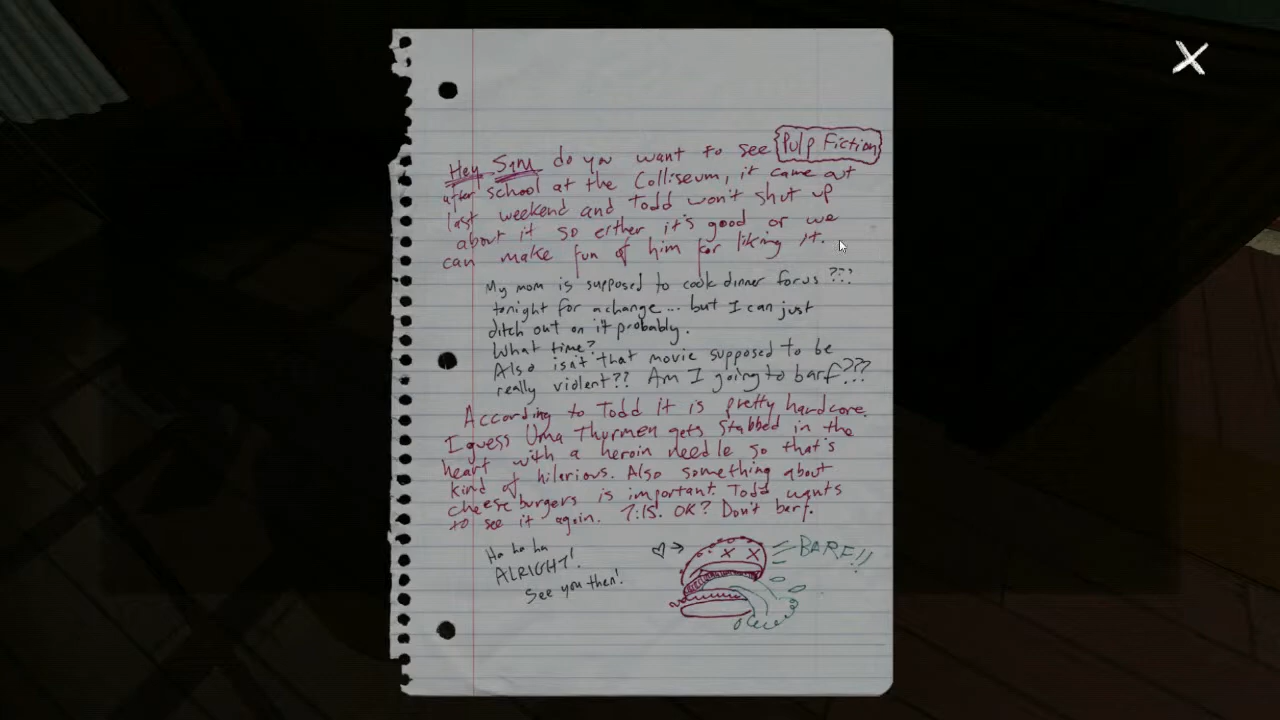 Hey Sam do you want to see Pulp Fiction
after school at the Colliseum, it came out
last weekend and Todd won't shut up
about it so either it's good or we
can make fun of him for liking it.
My mom is supposed to cook dinner for us ???
tonight for a change... but I can just
ditch out on it probably.
What time?
Also isn't that movie supposed to be
really violent?? Am I going to barf???
According to Todd it is pretty hardcore.
I guess Uma Thurmen gets stabbed in the
heart with a heroin needle so that's
kind of hilarious. Also something about
cheeseburgers is important. Todd wants
to see it again. 7:15. OK? Don't barf.
Ha ha ha
ALRIGHT!
See you then!
BARF!!